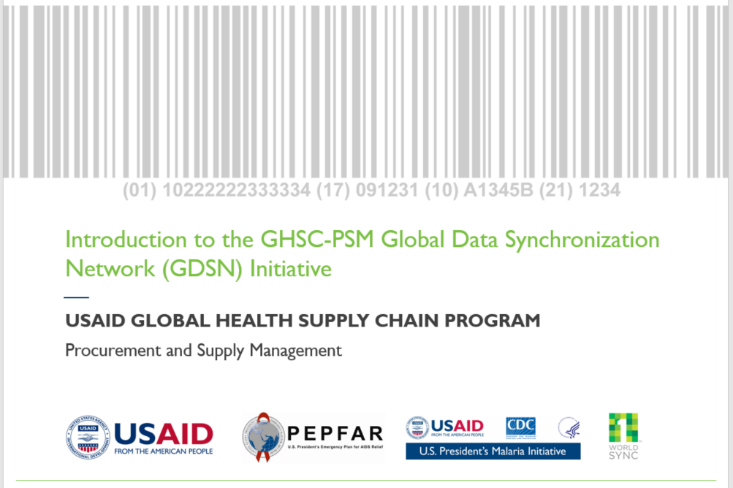 (01) 10222222333334 (17) 091231 (10) A1345B (21) 1234
Introduction to the GHSC-PSM Global Data Synchronization
Network (GDSN) Initiative
USAID GLOBAL HEALTH SUPPLY CHAIN PROGRAM
Procurement and Supply Management
USAID
USAID
FROM THE AMERICAN PEOPLE
PEPFAR
U.S. President's Emergency Plan for AIDS Relief
USAID
FROM THE AMERICAN PEOPLE
CDC
U.S. President's Malaria Initiative
1
WORLD
SYNC